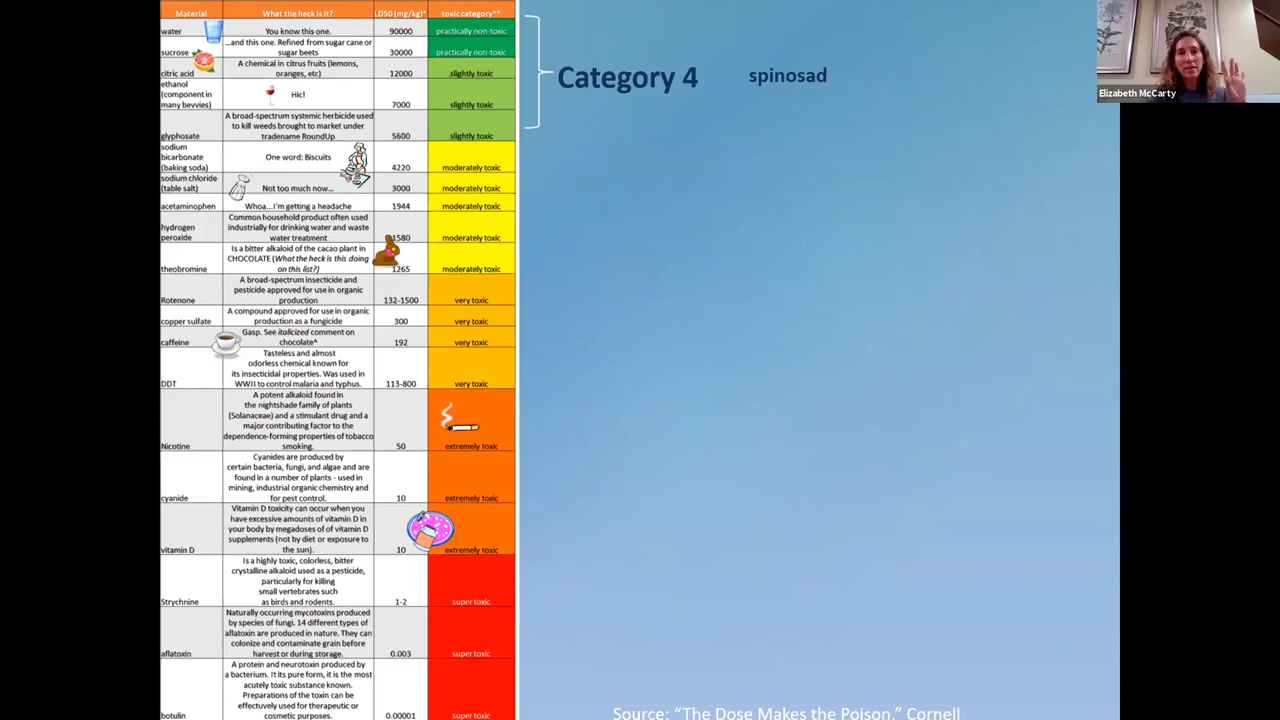 Material What the heck is it? LD50 (mg/kg)* toxic category**
water You know this one. 90000 practically non-toxic
...and this one. Refined from sugar cane or
sucrose sugar beets 30000 practically non-toxic
A chemical in citrus fruits (lemons,
citric acid oranges, etc) 12000 slightly toxic
ethanol
(component in Hic!
many bevvies) 7000 slightly toxic
A broad-spectrum systemic herbicide used
to kill weeds brought to market under
glyphosate tradename RoundUp 5600 slightly toxic
sodium
bicarbonate One word: Biscuits
(baking soda) 4220 moderately toxic
sodium chloride
(table salt) Not too much now... 3000 moderately toxic
acetaminophen Whoa...I'm getting a headache 1944 moderately toxic
Common household product often used
hydrogen industrially for drinking water and waste
peroxide water treatment 1580 moderately toxic
Is a bitter alkaloid of the cacao plant in
CHOCOLATE (What the heck is this doing
theobromine on this list?) 1265 moderately toxic
A broad-spectrum insecticide and
pesticide approved for use in organic
Rotenone production 132-1500 very toxic
A compound approved for use in organic
copper sulfate production as a fungicide 300 very toxic
Gasp. See italicized comment on
caffeine chocolate^ 192 very toxic
Tasteless and almost
odorless chemical known for
its insecticidal properties. Was used in
DDT WWII to control malaria and typhus. 113-800 very toxic
A potent alkaloid found in
the nightshade family of plants
(Solanaceae) and a stimulant drug and a
major contributing factor to the
dependence-forming properties of tobacco
Nicotine smoking. 50 extremely toxic
Cyanides are produced by
certain bacteria, fungi, and algae and are
found in a number of plants - used in
mining, industrial organic chemistry and
cyanide for pest control. 10 extremely toxic
Vitamin D toxicity can occur when you
have excessive amounts of vitamin D in
your body by megadoses of of vitamin D
supplements (not by diet or exposure to
vitamin D the sun). 10 extremely toxic
Is a highly toxic, colorless, bitter
crystalline alkaloid used as a pesticide,
particularly for killing
small vertebrates such
Strychnine as birds and rodents. 1-2 super toxic
Naturally occurring mycotoxins produced
by species of fungi. 14 different types of
aflatoxin are produced in nature. They can
colonize and contaminate grain before
aflatoxin harvest or during storage. 0.003 super toxic
A protein and neurotoxin produced by
a bacterium. It its pure form, it is the most
acutely toxic substance known.
Preparations of the toxin can be
effectuvely used for therapeutic or
botulin cosmetic purposes. 0.00001 super toxic
Category 4 spinosad
Elizabeth McCarty
Source: "The Dose Makes the Poison," Cornell